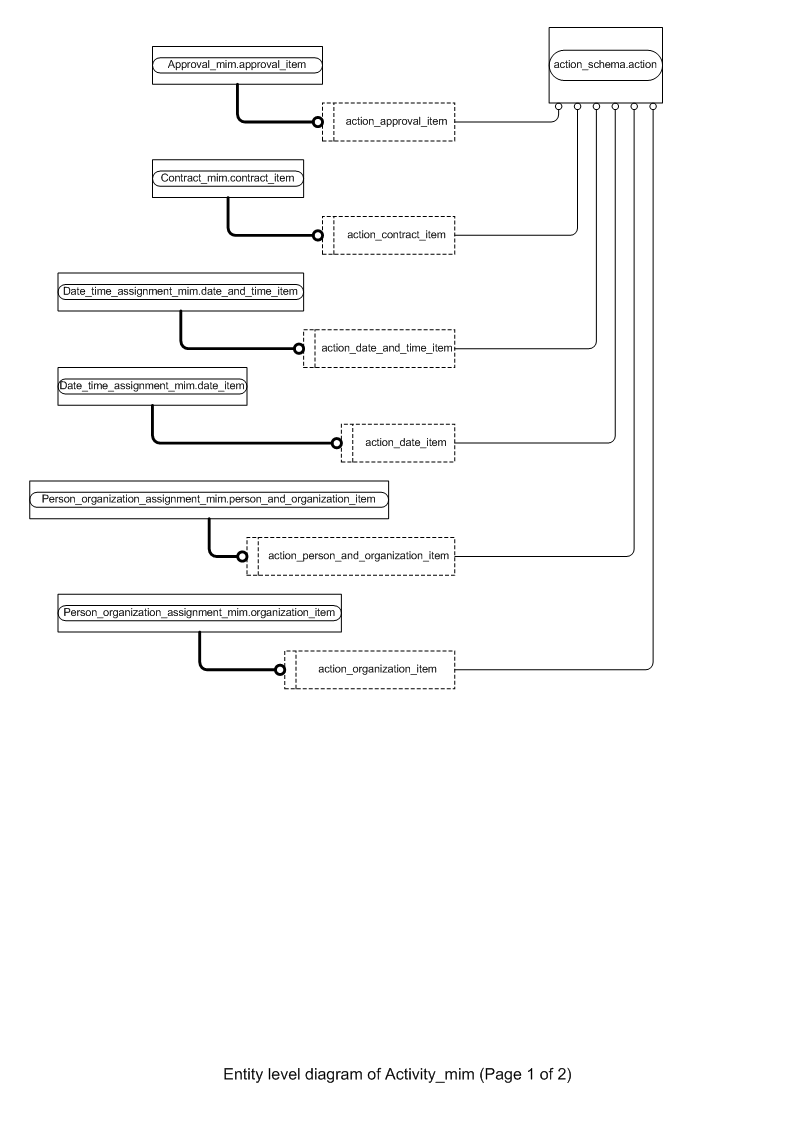 Approval_mim.approval_item
action_schema.action
action_approval_item
Contract_mim.contract_item
action_contract_item
Date_time_assignment_mim.date_and_time_item
action_date_and_time_item
Date_time_assignment_mim.date_item
action_date_item
Person_organization_assignment_mim.person_and_organization_item
action_person_and_organization_item
Person_organization_assignment_mim.organization_item
action_organization_item
Entity level diagram of Activity_mim (Page 1 of 2)